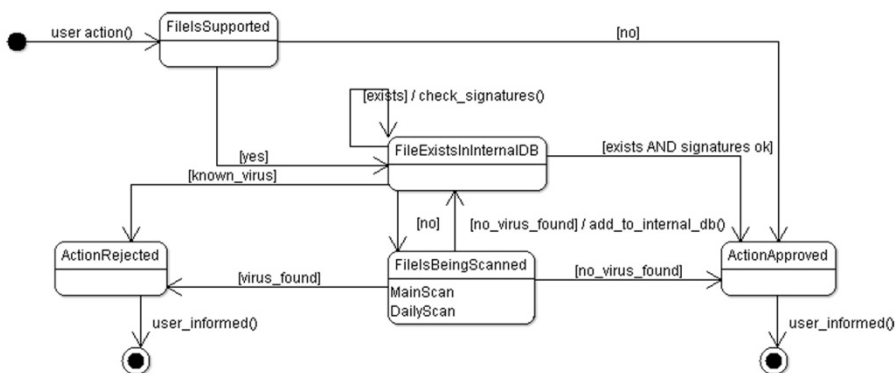 user action()
FileIsSupported
[no]
[exists] / check_signatures()
FileExistsInInternalDB
[exists AND signatures ok]
[yes]
[known_virus]
[no]
[no_virus_found] / add_to_internal_db()
ActionRejected
FileIsBeingScanned
ActionApproved
[virus_found]
[no_virus_found]
MainScan
DailyScan
user_informed()
user_informed()